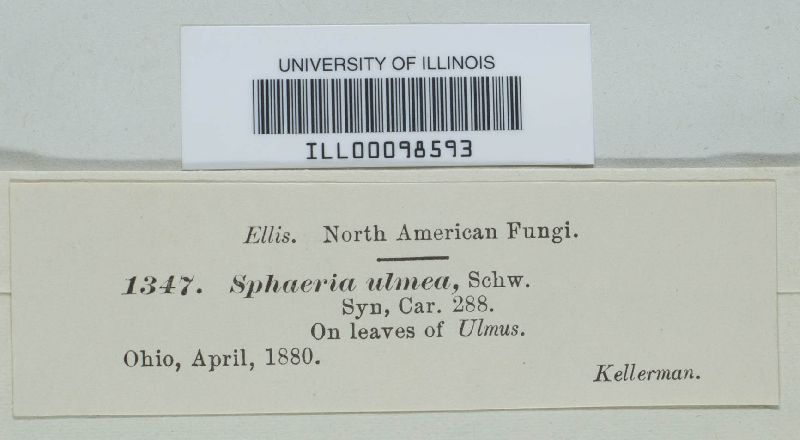 UNIVERSITY OF ILLINOIS
ILL00098593
Ellis. North American Fungi.
1347. Sphaeria ulmea, Schw.
Syn, Car. 288.
On leaves of Ulmus.
Ohio, April, 1880.
Kellerman.